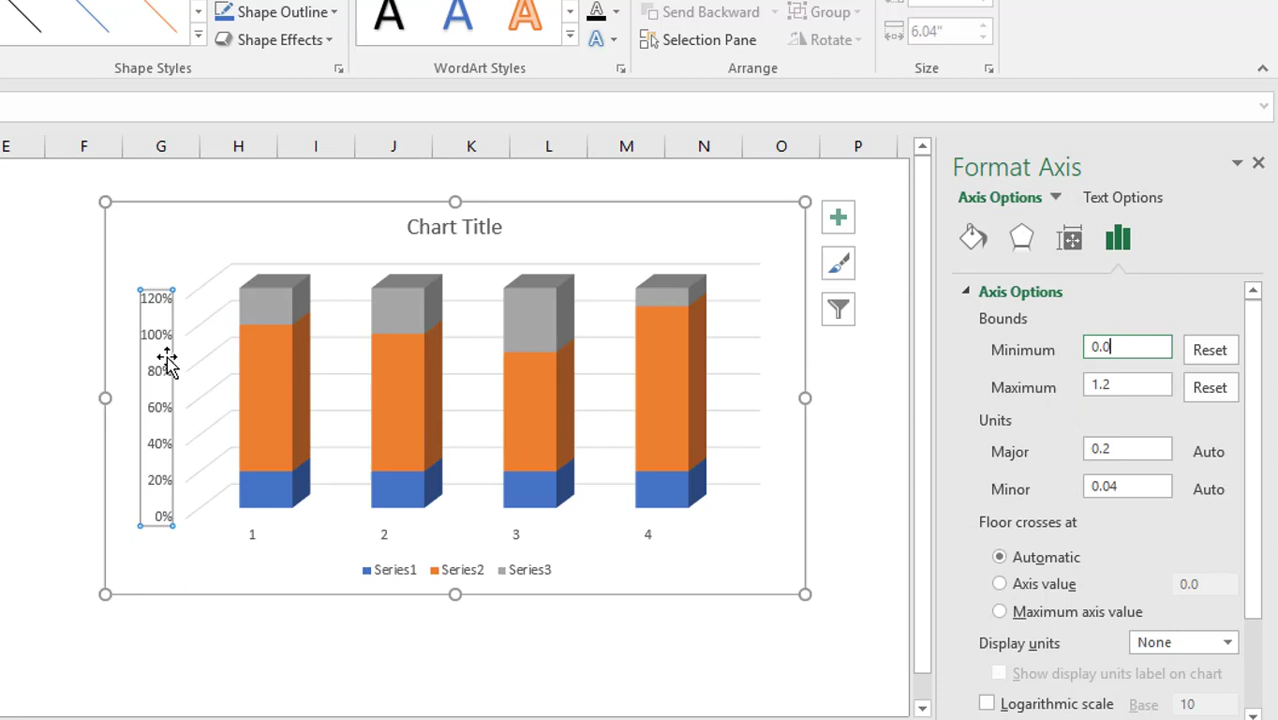 Shape Outline
Send Backward
Group
Shape Effects
A A A
A
A
Selection Pane
Rotate
6.04"
Shape Styles
WordArt Styles
Arrange
Size
E F G H I J K L M N O P
Format Axis
Axis Options
Text Options
Chart Title
120%
100%
80%
60%
40%
20%
0%
1 2 3 4
Series1 Series2 Series3
Axis Options
Bounds
Minimum 0.0 Reset
Maximum 1.2 Reset
Units
Major 0.2 Auto
Minor 0.04 Auto
Floor crosses at
Automatic
Axis value 0.0
Maximum axis value
Display units None
Show display units label on chart
Logarithmic scale Base 10